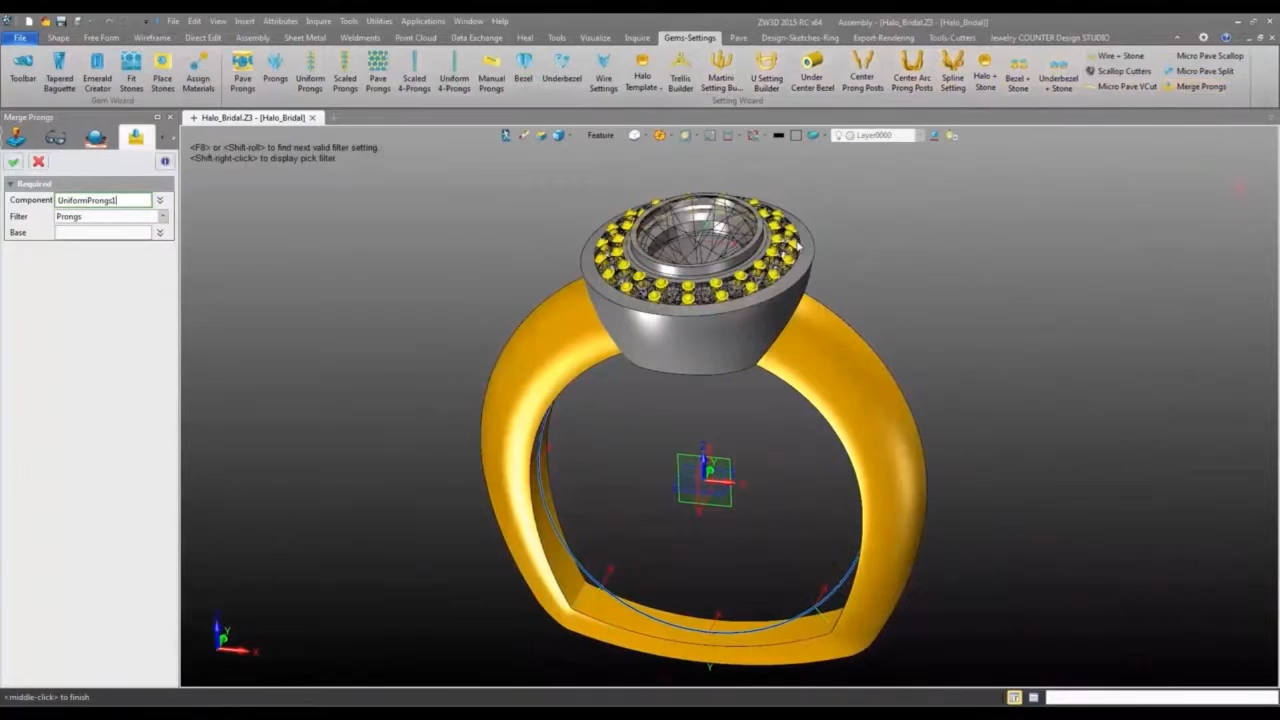 File Edit View Insert Attributes Inquire Tools Utilities Applications Window Help
ZW3D 2015 RC x64 Assembly - [Halo_Bridal.Z3 - [Halo_Bridal]]
File Shape Free Form Wireframe Direct Edit Assembly Sheet Metal Weldments Point Cloud Data Exchange Heal Tools Visualize Inquire Gems-Settings Pave Design-Sketches-Ring Export-Rendering Tools-Cutters Jewelry COUNTER Design STUDIO
Toolbar
Tapered
Baguette
Emerald
Creator
Fit
Stones
Place
Stones
Assign
Materials
Pave
Prongs
Prongs
Uniform
Prongs
Scaled
Prongs
Pave
Prongs
Scaled
4-Prongs
Uniform
4-Prongs
Manual
Prongs
Bezel
Underbezel
Wire
Settings
Halo
Template
Trellis
Builder
Martini
Setting Bu...
U Setting
Builder
Under
Center Bezel
Center
Prong Posts
Center Arc
Prong Posts
Spline
Setting
Halo +
Stone
Bezel +
Stone
Underbezel
+ Stone
Wire + Stone
Scallop Cutters
Micro Pave VCut
Micro Pave Scallop
Micro Pave Split
Merge Prongs
Gem Wizard
Setting Wizard
Merge Prongs
Halo_Bridal.Z3 - [Halo_Bridal]
Feature
Layer0000
<F8> or <Shift-roll> to find next valid filter setting.
<Shift-right-click> to display pick filter.
Required
Component UniformProngs1
Filter Prongs
Base
Z
Y
X
Y
Y
X
<middle-click> to finish